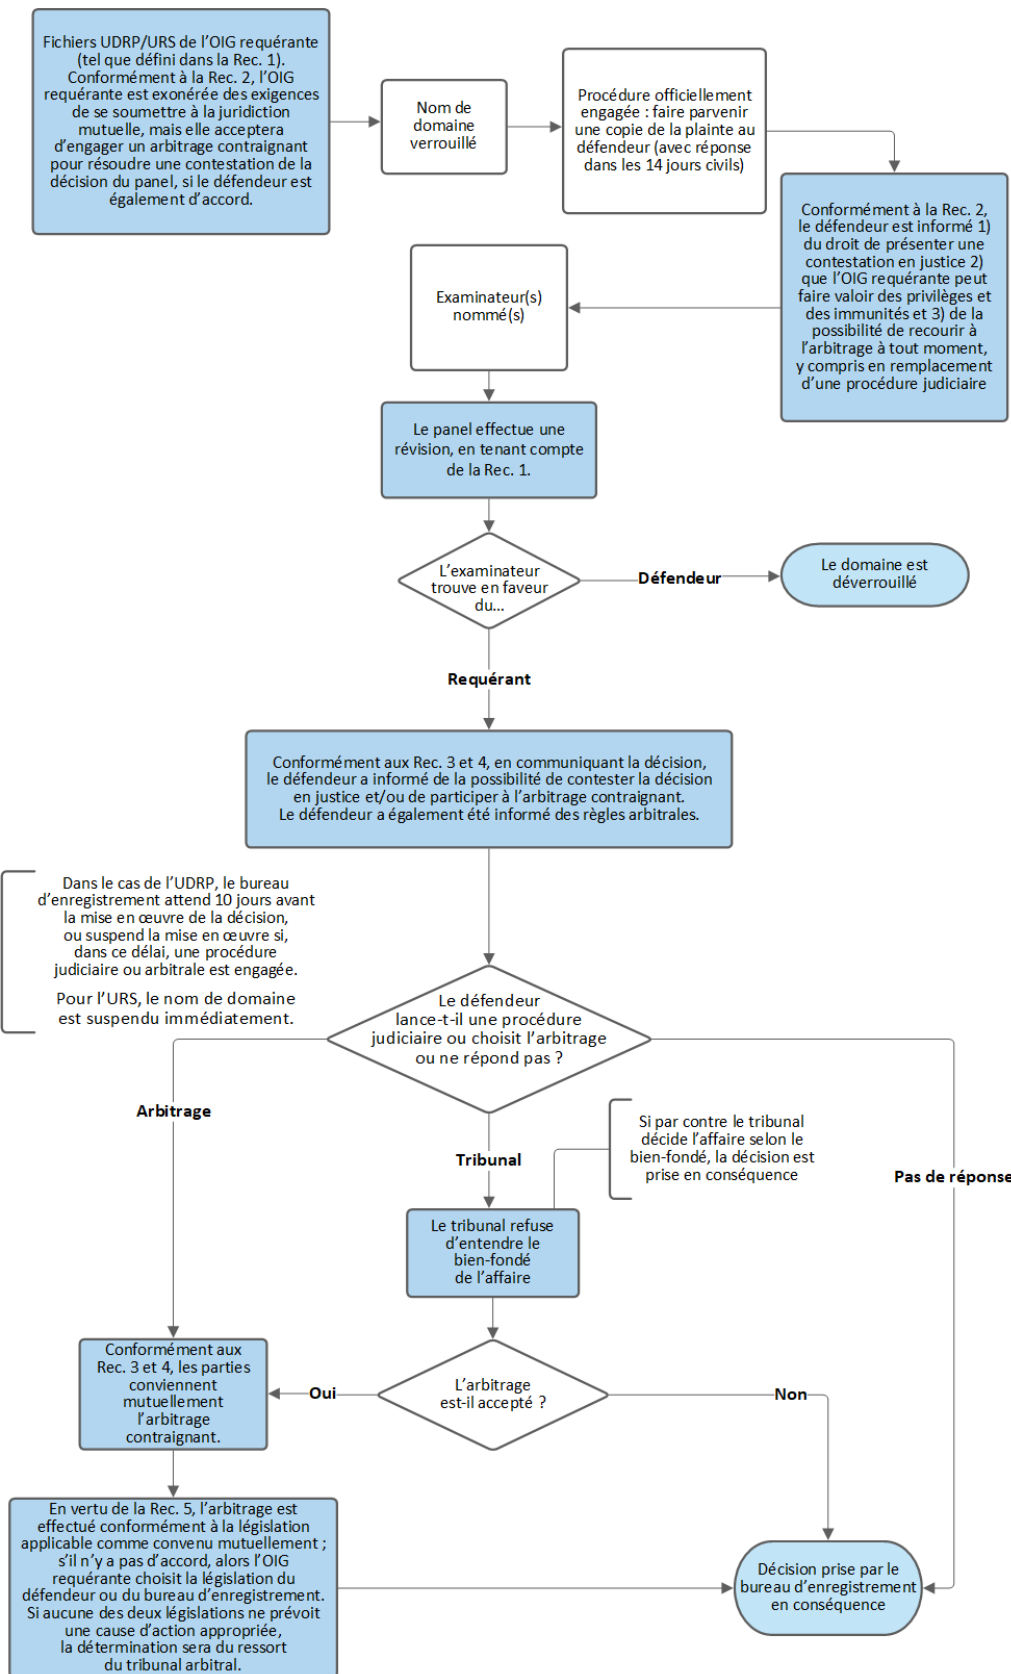 Fichiers UDRP/URS de l’OIG requérante
(tel que défini dans la Rec. 1).
Conformément à la Rec. 2, l’OIG
requérante est exonérée des exigences
de se soumettre à la juridiction
mutuelle, mais elle acceptera
d’engager un arbitrage contraignant
pour résoudre une contestation de la
décision du panel, si le défendeur est
également d’accord.
Nom de
domaine
verrouillé
Procédure officiellement
engagée : faire parvenir
une copie de la plainte au
défendeur (avec réponse
dans les 14 jours civils)
Conformément à la Rec. 2,
le défendeur est informé 1)
du droit de présenter une
contestation en justice 2)
que l’OIG requérante peut
faire valoir des privilèges et
des immunités et 3) de la
possibilité de recourir à
l’arbitrage à tout moment,
y compris en remplacement
d’une procédure judiciaire
Examinateur(s)
nommé(s)
Le panel effectue une
révision, en tenant compte
de la Rec. 1.
L’examinateur
trouve en faveur
du...
Défendeur
Le domaine est
déverrouillé
Requérant
Conformément aux Rec. 3 et 4, en communiquant la décision,
le défendeur a informé de la possibilité de contester la décision
en justice et/ou de participer à l’arbitrage contraignant.
Le défendeur a également été informé des règles arbitrales.
Dans le cas de l’UDRP, le bureau
d’enregistrement attend 10 jours avant
la mise en œuvre de la décision,
ou suspend la mise en œuvre si,
dans ce délai, une procédure
judiciaire ou arbitrale est engagée.
Pour l’URS, le nom de domaine
est suspendu immédiatement.
Le défendeur
lance-t-il une procédure
judiciaire ou choisit l’arbitrage
ou ne répond pas ?
Arbitrage
Tribunal
Si par contre le tribunal
décide l’affaire selon le
bien-fondé, la décision est
prise en conséquence
Pas de réponse
Le tribunal refuse
d’entendre le
bien-fondé
de l’affaire
Conformément aux
Rec. 3 et 4, les parties
conviennent
mutuellement
l’arbitrage
contraignant.
Oui
L’arbitrage
est-il accepté ?
Non
En vertu de la Rec. 5, l’arbitrage est
effectué conformément à la législation
applicable comme convenu mutuellement ;
s’il n’y a pas d’accord, alors l’OIG
requérante choisit la législation du
défendeur ou du bureau d’enregistrement.
Si aucune des deux législations ne prévoit
une cause d’action appropriée,
la détermination sera du ressort
du tribunal arbitral.
Décision prise par le
bureau d’enregistrement
en conséquence